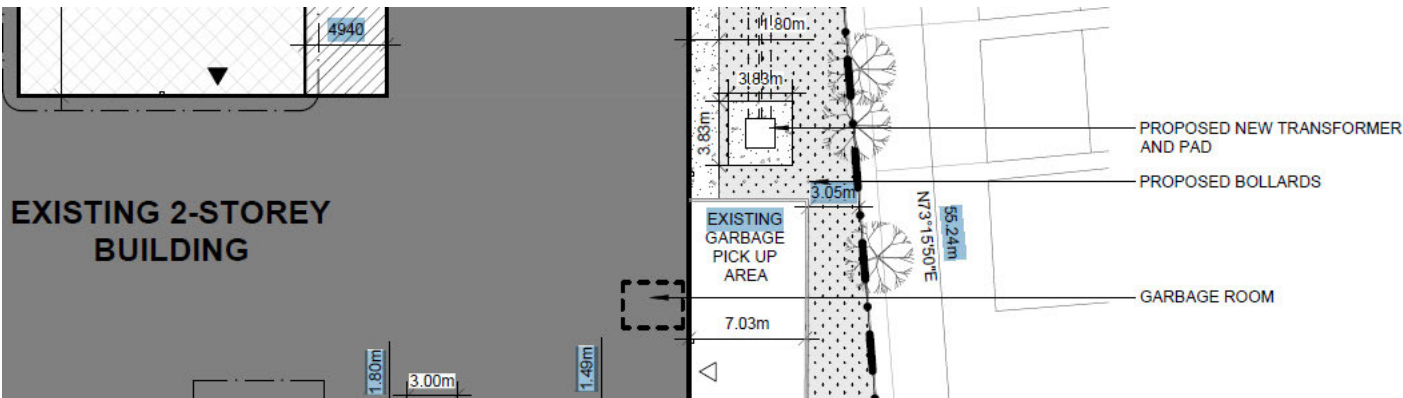 4940
1.80m
3.83m
3.83m
PROPOSED NEW TRANSFORMER
AND PAD
PROPOSED BOLLARDS
3.05m
EXISTING 2-STOREY
BUILDING
EXISTING
GARBAGE
PICK UP
AREA
55.24m
N73°15'50"E
GARBAGE ROOM
7.03m
1.80m
3.00m
1.49m